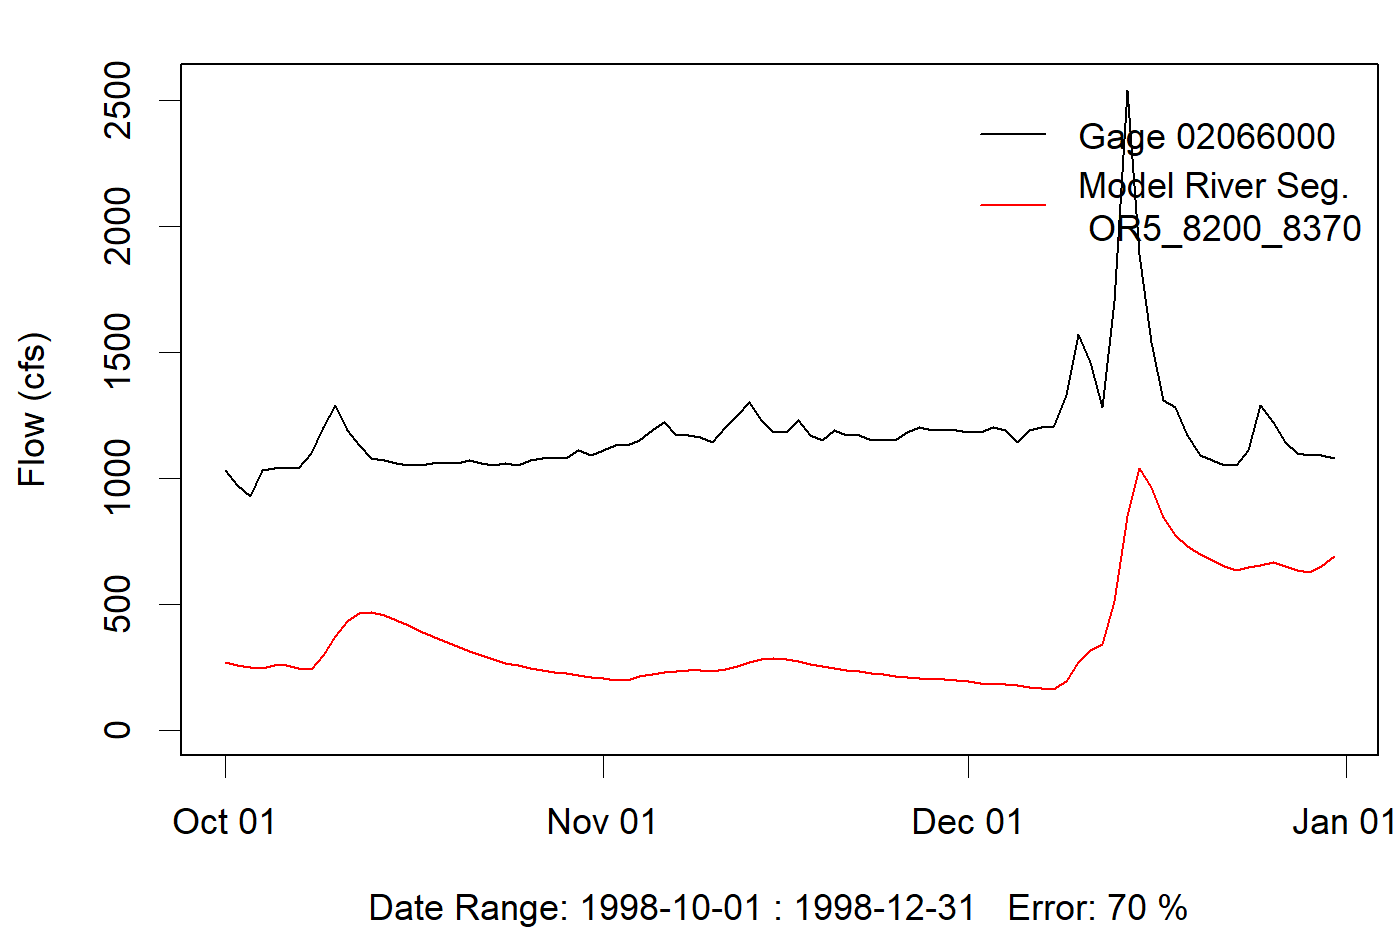 Gage 02066000
Model River Seg.
OR5_8200_8370
Flow (cfs)
2500
2000
1500
1000
500
0
Oct 01 Nov 01 Dec 01 Jan 01
Date Range: 1998-10-01 : 1998-12-31 Error: 70 %